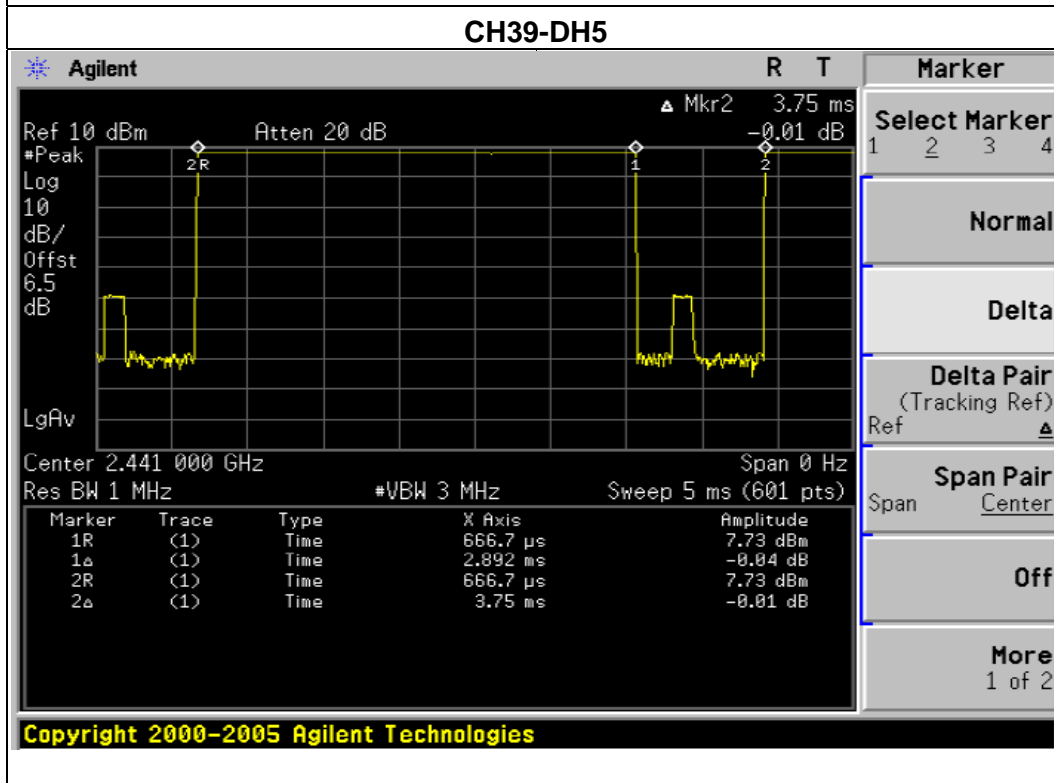 CH39-DH5
Agilent R T
Marker
▵ Mkr2 3.75 ms
Ref 10 dBm Atten 20 dB -0.01 dB
#Peak
Log
10
dB/
Offst
6.5
dB
LgAv
2R
1
2
Center 2.441 000 GHz Span 0 Hz
Res BW 1 MHz #VBW 3 MHz Sweep 5 ms (601 pts)
Marker Trace Type X Axis Amplitude
1R (1) Time 666.7 µs 7.73 dBm
1▵ (1) Time 2.892 ms -0.04 dB
2R (1) Time 666.7 µs 7.73 dBm
2▵ (1) Time 3.75 ms -0.01 dB
Select Marker
1 2 3 4
Normal
Delta
Delta Pair
(Tracking Ref)
Ref ▵
Span Pair
Span Center
Off
More
1 of 2
Copyright 2000-2005 Agilent Technologies